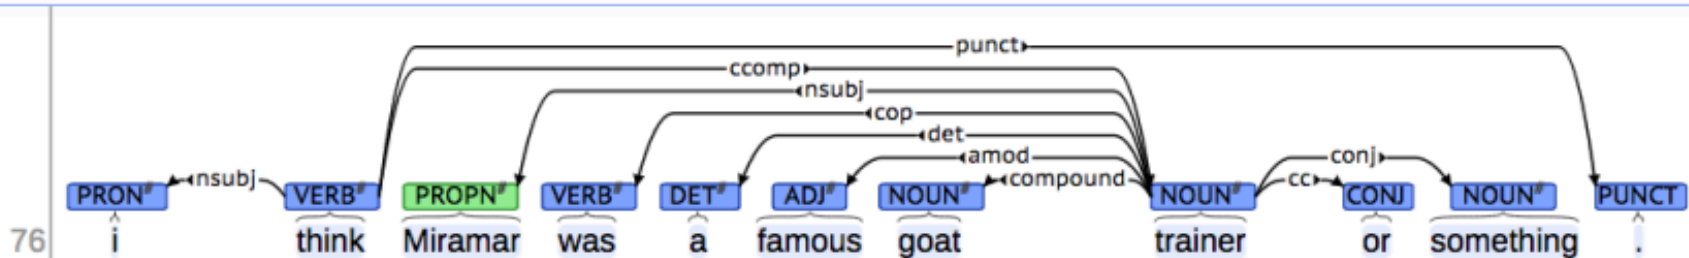 punct
ccomp
nsubj
cop
det
amod conj
nsubj compound cc
PRON# VERB# PROPN# VERB# DET# ADJ# NOUN# NOUN# CONJ NOUN# PUNCT
76 i think Miramar was a famous goat trainer or something .